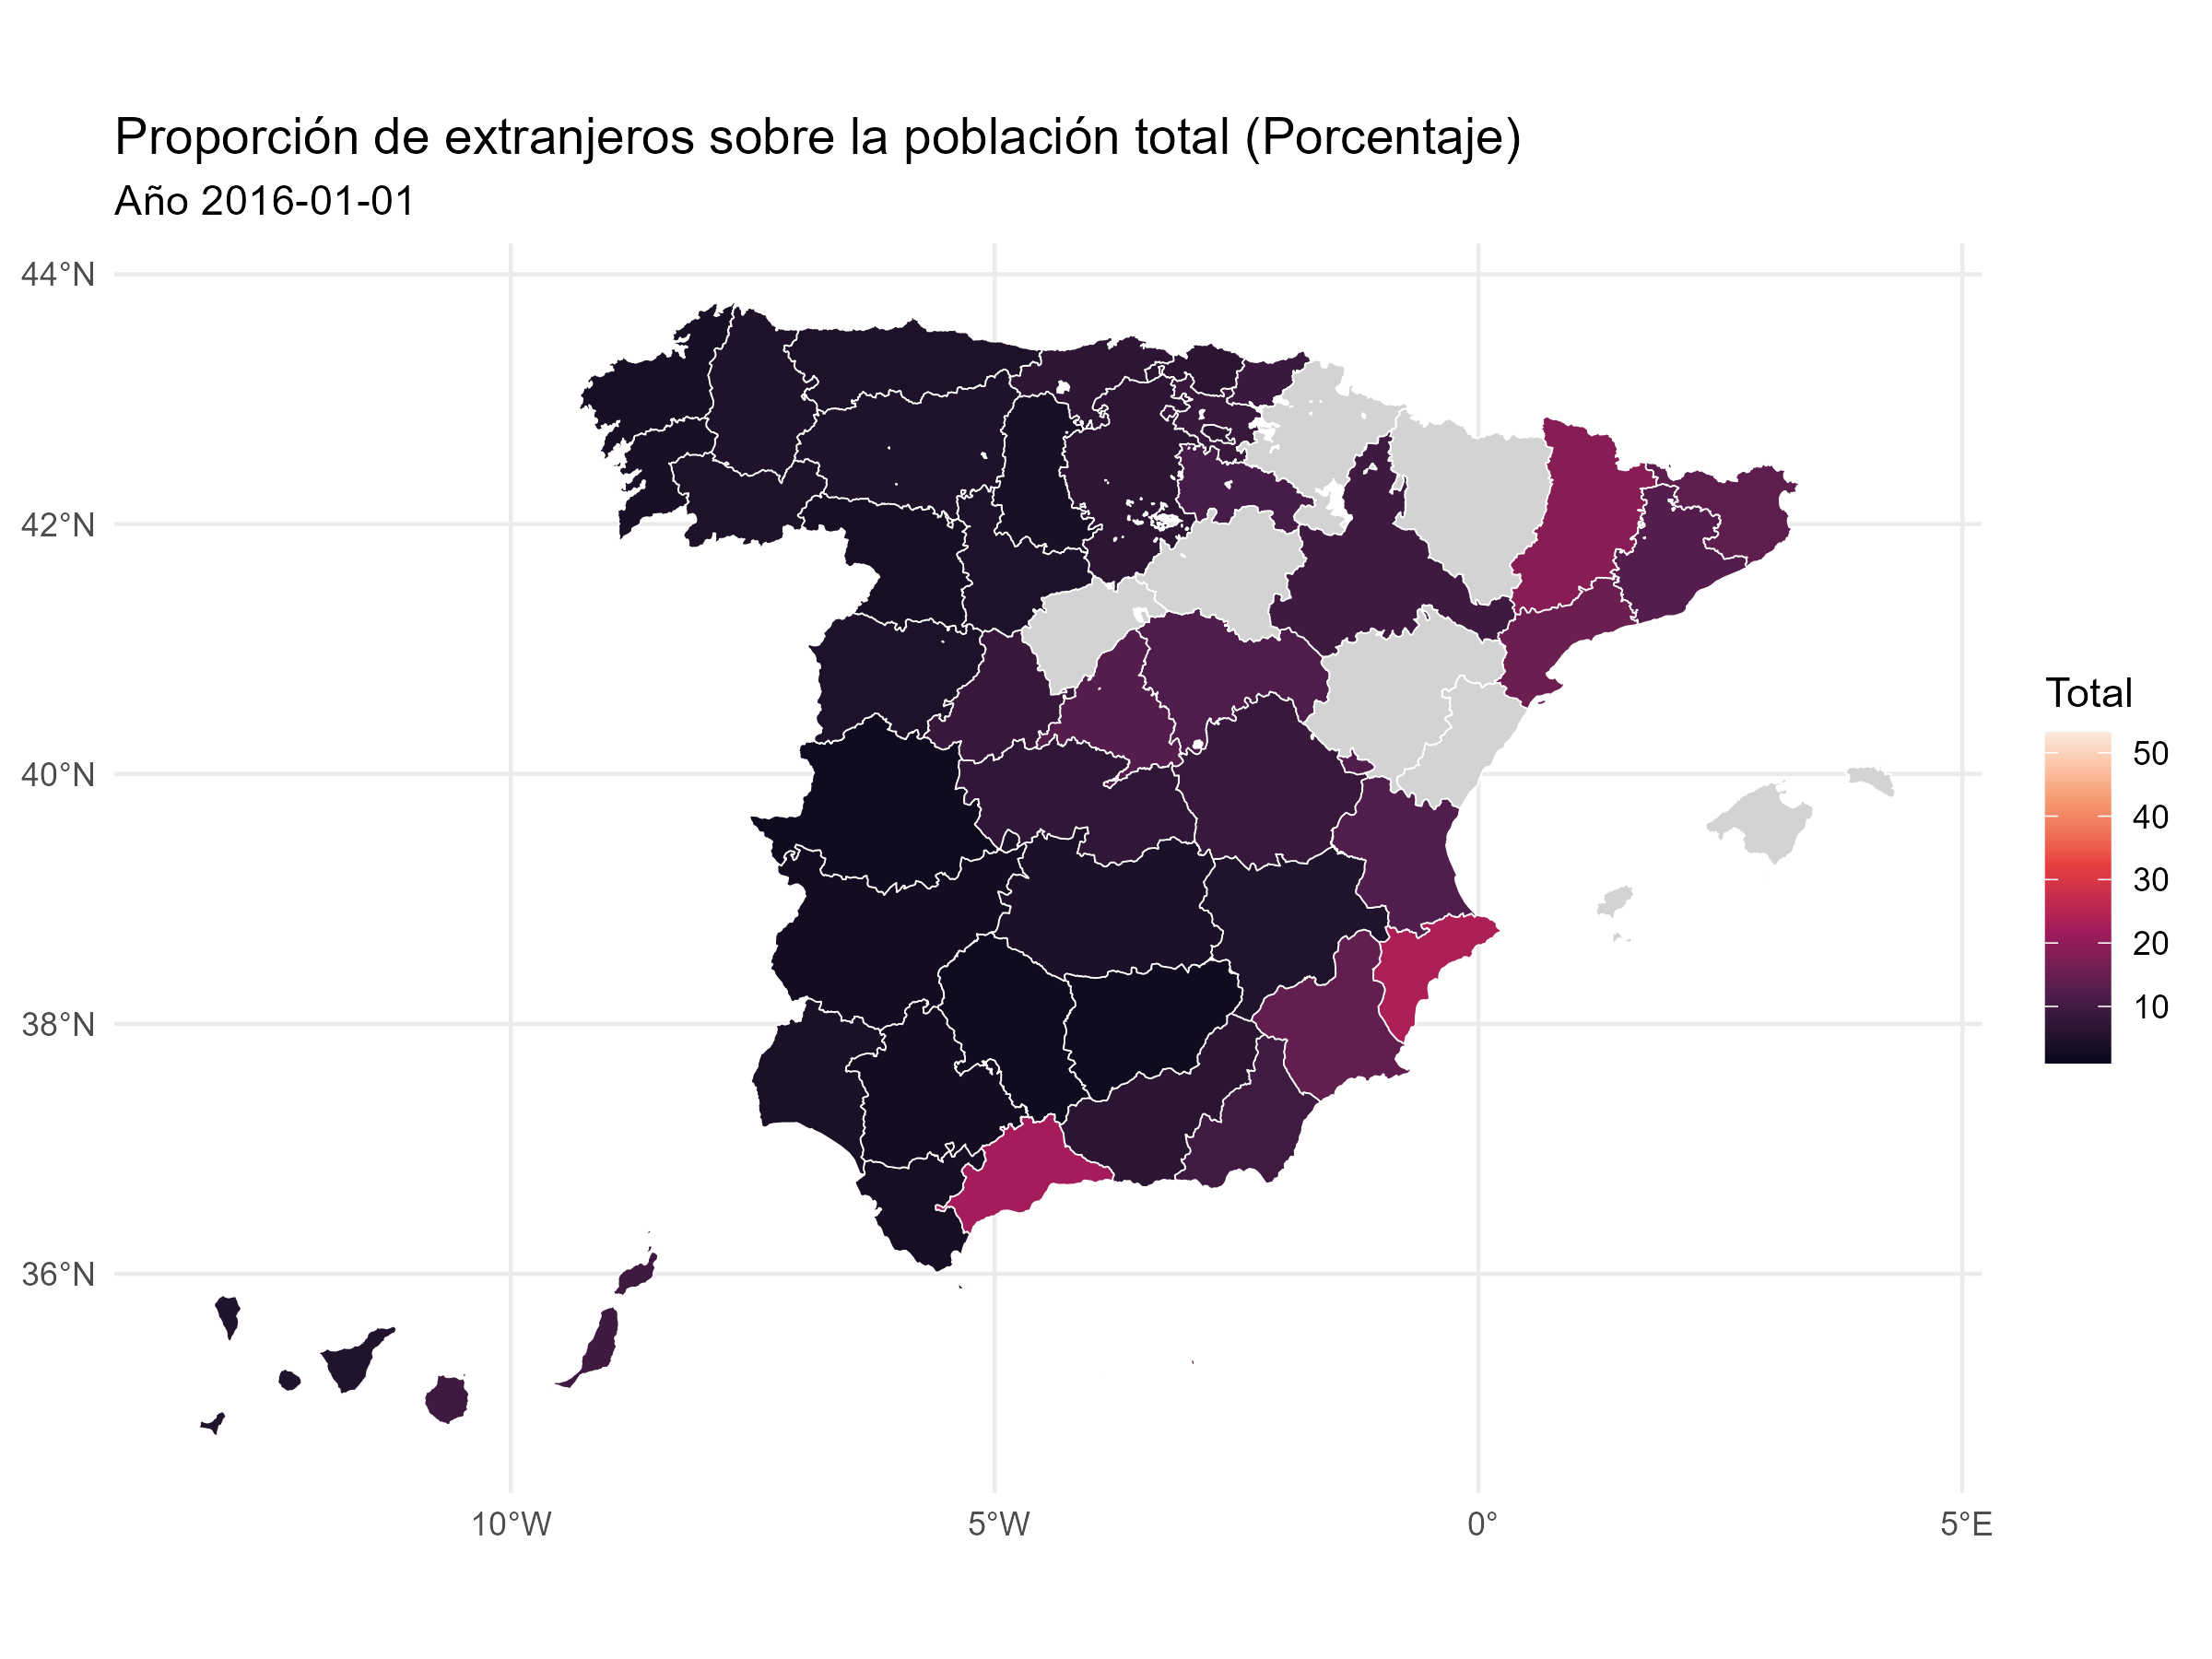 Proporción de extranjeros sobre la población total (Porcentaje)
Año 2016-01-01
44°N
42°N
40°N
38°N
36°N
10°W
5°W
0°
5°E
Total
50
40
30
20
10